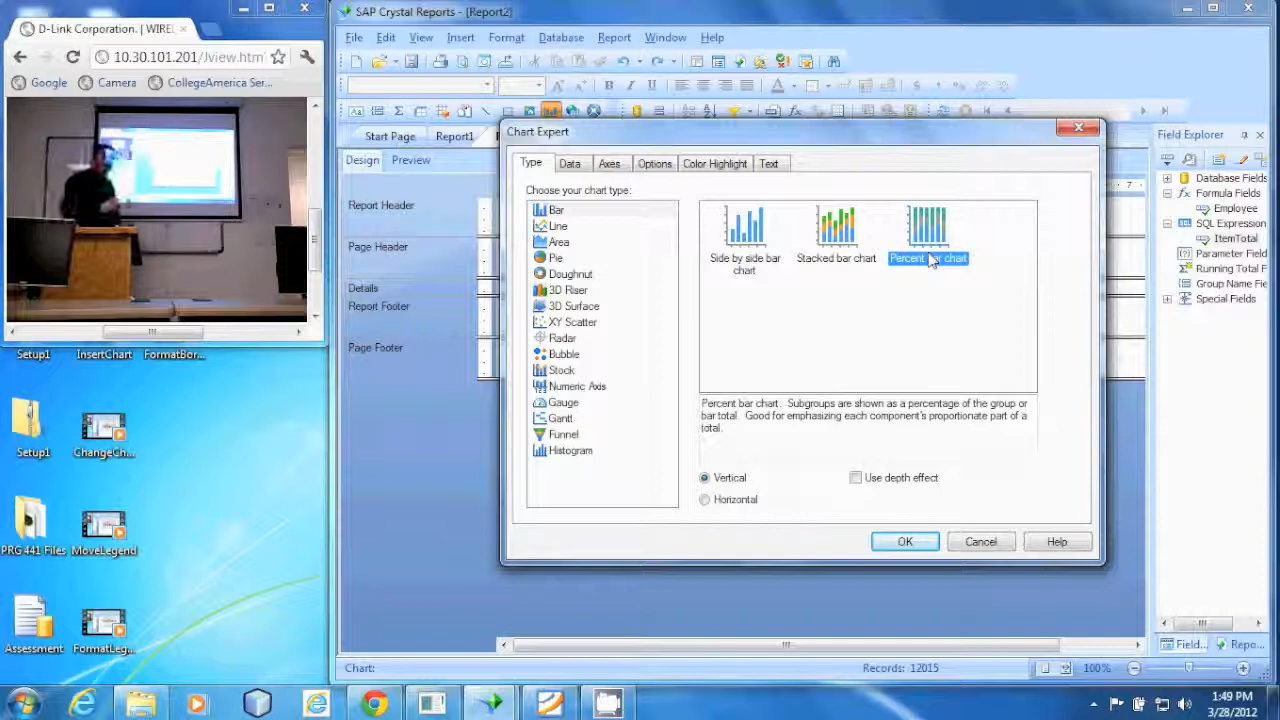 D-Link Corporation. | WIREL
10.30.101.201/Jview.htm
Google
Camera
CollegeAmerica Ser...
Setup1
InsertChart
FormatBor...
Setup1
ChangeCh...
PRG 441 Files
MoveLegend
Assessment
FormatLeg...
SAP Crystal Reports - [Report2]
File Edit View Insert Format Database Report Window Help
Start Page
Report1
Design
Preview
Report Header
Page Header
Details
Report Footer
Page Footer
Chart Expert
Type
Data
Axes
Options
Color Highlight
Text
Choose your chart type:
Bar
Line
Area
Pie
Doughnut
3D Riser
3D Surface
XY Scatter
Radar
Bubble
Stock
Numeric Axis
Gauge
Gantt
Funnel
Histogram
Side by side bar
chart
Stacked bar chart
Percent bar chart
Percent bar chart. Subgroups are shown as a percentage of the group or
bar total. Good for emphasizing each component's proportionate part of a
total.
Vertical
Horizontal
Use depth effect
OK
Cancel
Help
7
Field Explorer
Database Fields
Formula Fields
Employee
SQL Expression
ItemTotal
Parameter Field
Running Total F
Group Name Fie
Special Fields
Field...
Repo...
Chart:
Records: 12015
100%
1:49 PM
3/28/2012